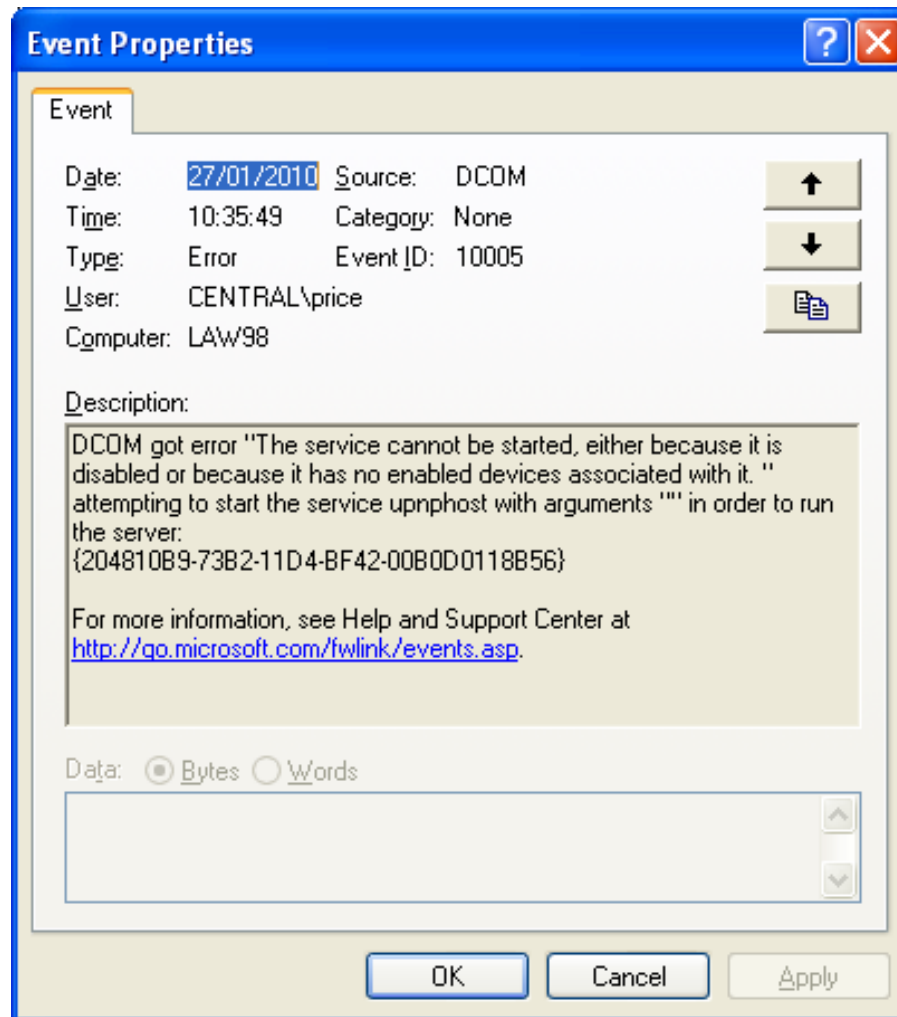 Event Properties
Event
Date: 27/01/2010 Source: DCOM
Time: 10:35:49 Category: None
Type: Error Event ID: 10005
User: CENTRAL\price
Computer: LAW98
Description:
DCOM got error "The service cannot be started, either because it is
disabled or because it has no enabled devices associated with it. "
attempting to start the service upnphost with arguments "" in order to run
the server:
{204810B9-73B2-11D4-BF42-00B0D0118B56}
For more information, see Help and Support Center at
http://go.microsoft.com/fwlink/events.asp.
Data: Bytes Words
OK Cancel Apply